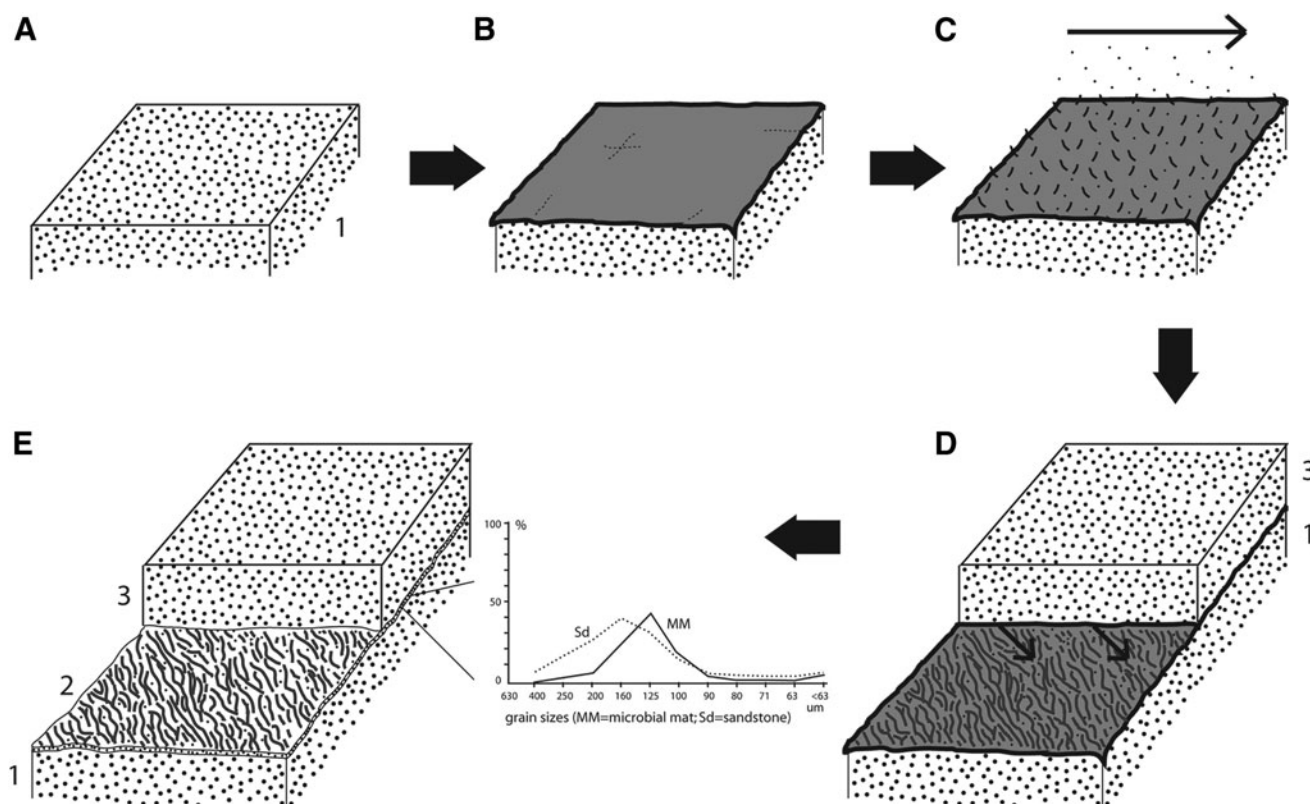 A
B
C
1
E
D
3
1
3
2
1
100 %
50
0
Sd
MM
630 400 250 200 160 125 100 90 80 71 63 <63
um
grain sizes (MM=microbial mat; Sd=sandstone)